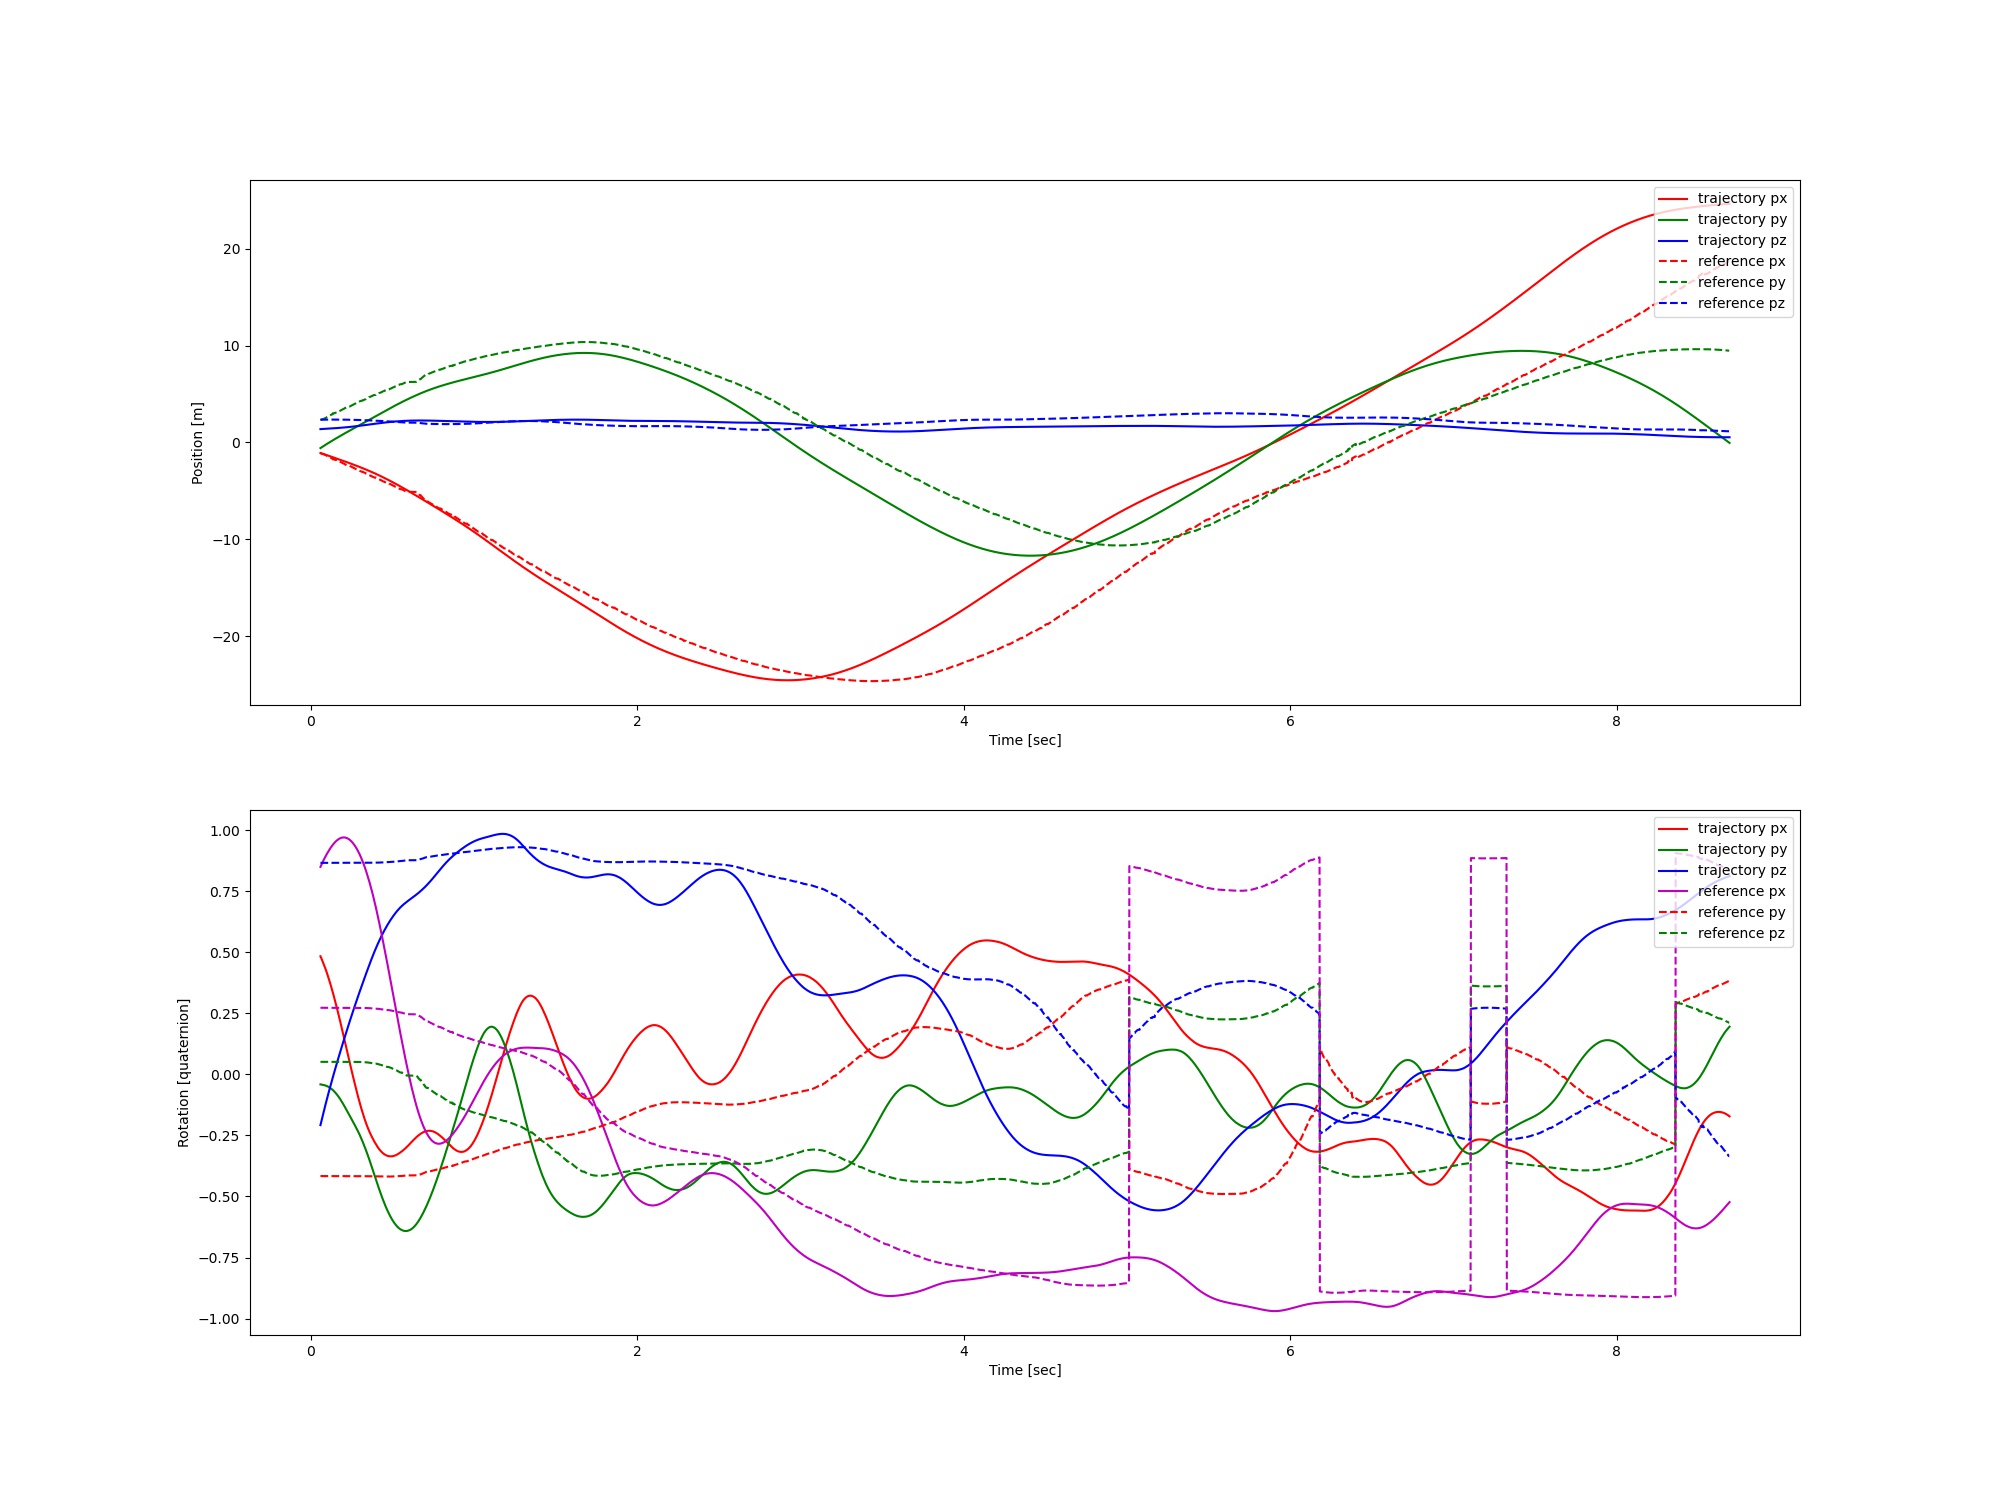 trajectory px
trajectory py
trajectory pz
reference px
reference py
reference pz
20
10
0
−10
−20
Position [m]
0 2 4 6 8
Time [sec]
trajectory px
trajectory py
trajectory pz
reference px
reference py
reference pz
1.00
0.75
0.50
0.25
0.00
−0.25
−0.50
−0.75
−1.00
Rotation [quaternion]
0 2 4 6 8
Time [sec]